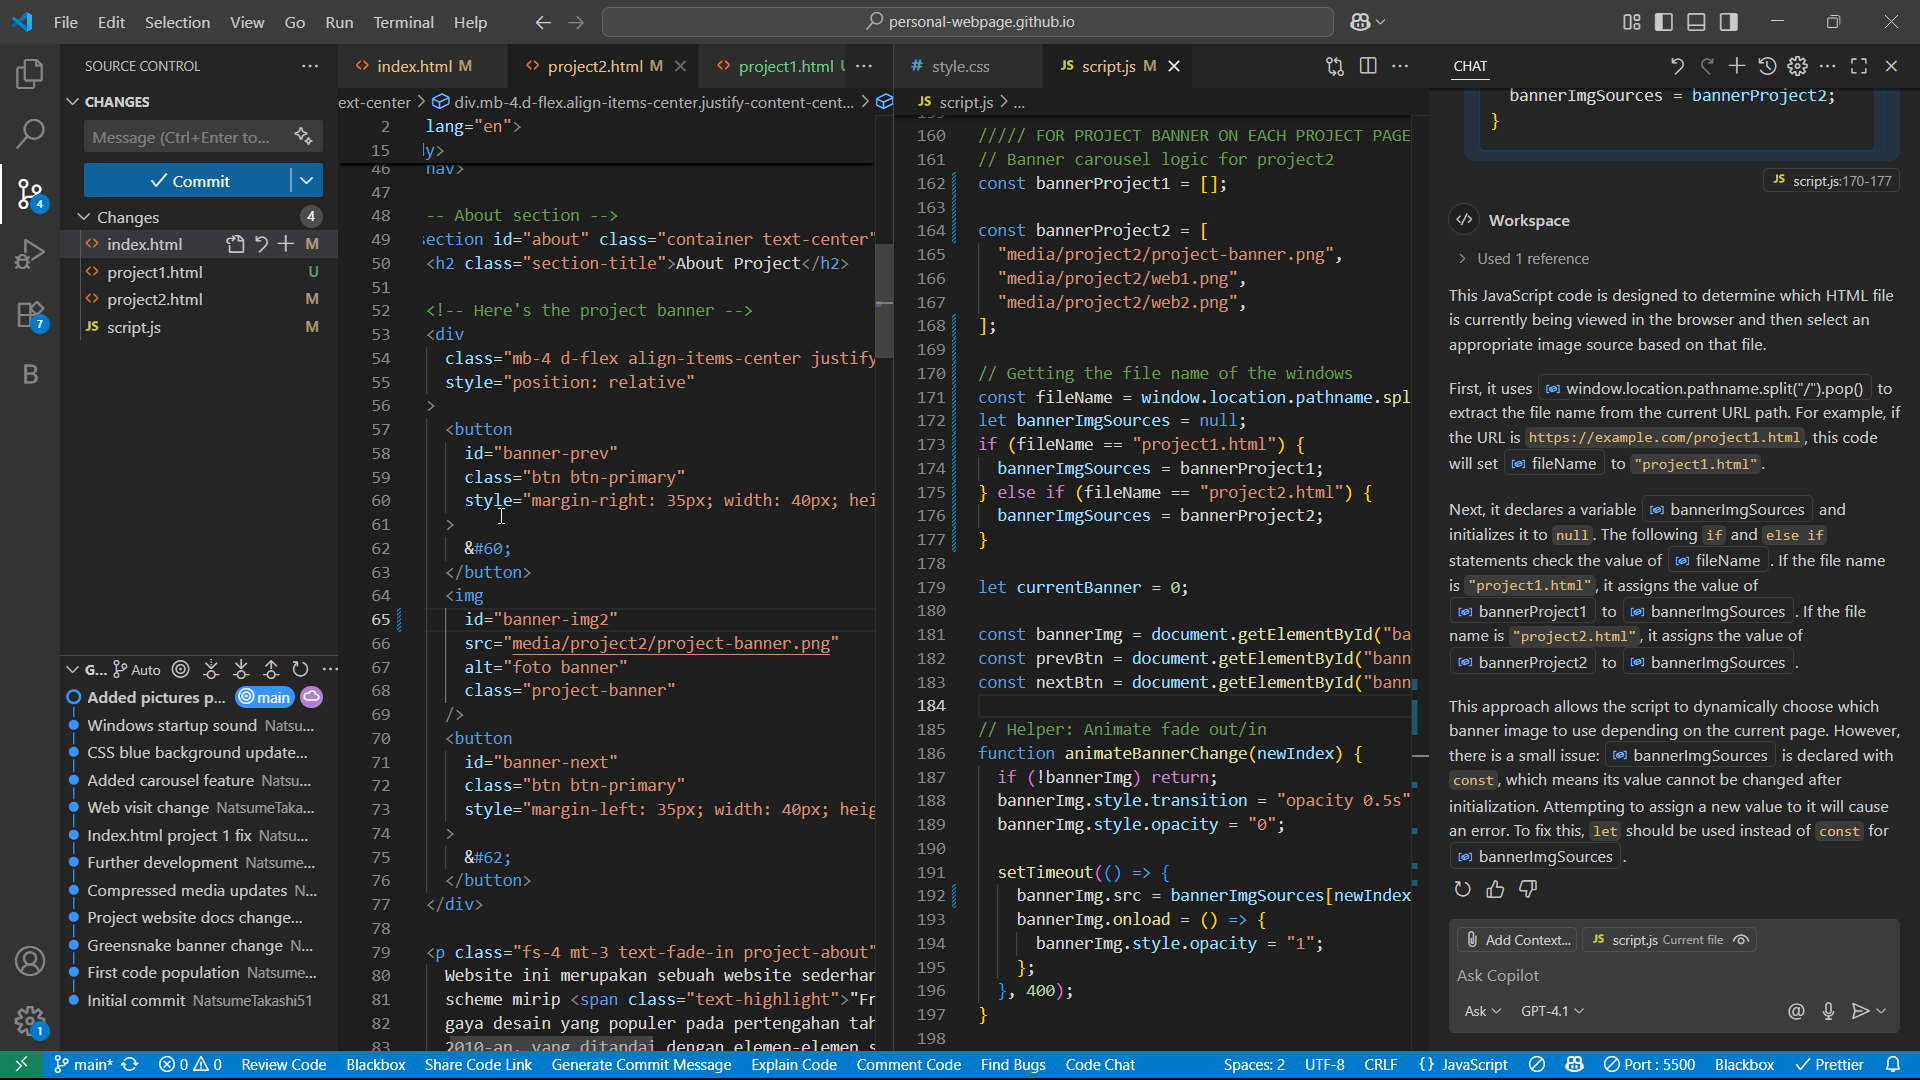 File Edit Selection View Go Run Terminal Help
personal-webpage.github.io
SOURCE CONTROL
CHANGES
Message (Ctrl+Enter to...
Commit
Changes 4
index.html M
project1.html U
project2.html M
script.js M
4
7
B
1
G... Auto
Added pictures p... main
Windows startup sound Natsu...
CSS blue background update...
Added carousel feature Natsu...
Web visit change NatsumeTaka...
Index.html project 1 fix Natsu...
Further development Natsume...
Compressed media updates N...
Project website docs change...
Greensnake banner change N...
First code population Natsume...
Initial commit NatsumeTakashi51
index.html M project2.html M project1.html U
ext-center > div.mb-4.d-flex.align-items-center.justify-content-cent... >
2 lang="en">
15 ly>
46 nav>
47
48 -- About section -->
49 section id="about" class="container text-center"
50 <h2 class="section-title">About Project</h2>
51
52 <!-- Here's the project banner -->
53 <div
54 class="mb-4 d-flex align-items-center justify
55 style="position: relative"
56 >
57 <button
58 id="banner-prev"
59 class="btn btn-primary"
60 style="margin-right: 35px; width: 40px; hei
61 >
62 &#60;
63 </button>
64 <img
65 id="banner-img2"
66 src="media/project2/project-banner.png"
67 alt="foto banner"
68 class="project-banner"
69 />
70 <button
71 id="banner-next"
72 class="btn btn-primary"
73 style="margin-left: 35px; width: 40px; heig
74 >
75 &#62;
76 </button>
77 </div>
78
79 <p class="fs-4 mt-3 text-fade-in project-about"
80 Website ini merupakan sebuah website sederhan
81 scheme mirip <span class="text-highlight">"Fr
82 gaya desain yang populer pada pertengahan tah
83 2010-an, yang ditandai dengan elemen-elemen s
# style.css JS script.js M
JS script.js > ...
159
160 ///// FOR PROJECT BANNER ON EACH PROJECT PAGE
161 // Banner carousel logic for project2
162 const bannerProject1 = [];
163
164 const bannerProject2 = [
165 "media/project2/project-banner.png",
166 "media/project2/web1.png",
167 "media/project2/web2.png",
168 ];
169
170 // Getting the file name of the windows
171 const fileName = window.location.pathname.spl
172 let bannerImgSources = null;
173 if (fileName == "project1.html") {
174 bannerImgSources = bannerProject1;
175 } else if (fileName == "project2.html") {
176 bannerImgSources = bannerProject2;
177 }
178
179 let currentBanner = 0;
180
181 const bannerImg = document.getElementById("ba
182 const prevBtn = document.getElementById("bann
183 const nextBtn = document.getElementById("bann
184
185 // Helper: Animate fade out/in
186 function animateBannerChange(newIndex) {
187 if (!bannerImg) return;
188 bannerImg.style.transition = "opacity 0.5s"
189 bannerImg.style.opacity = "0";
190
191 setTimeout(() => {
192 bannerImg.src = bannerImgSources[newIndex
193 bannerImg.onload = () => {
194 bannerImg.style.opacity = "1";
195 };
196 }, 400);
197 }
198
CHAT
bannerImgSources = bannerProject2;
}
JS script.js:170-177
Workspace
> Used 1 reference
This JavaScript code is designed to determine which HTML file
is currently being viewed in the browser and then select an
appropriate image source based on that file.
First, it uses window.location.pathname.split("/").pop() to
extract the file name from the current URL path. For example, if
the URL is https://example.com/project1.html, this code
will set fileName to "project1.html".
Next, it declares a variable bannerImgSources and
initializes it to null. The following if and else if
statements check the value of fileName. If the file name
is "project1.html", it assigns the value of
bannerProject1 to bannerImgSources. If the file
name is "project2.html", it assigns the value of
bannerProject2 to bannerImgSources.
This approach allows the script to dynamically choose which
banner image to use depending on the current page. However,
there is a small issue: bannerImgSources is declared with
const, which means its value cannot be changed after
initialization. Attempting to assign a new value to it will cause
an error. To fix this, let should be used instead of const for
bannerImgSources.
Add Context... JS script.js Current file
Ask Copilot
Ask GPT-4.1
main* 0 0 Review Code Blackbox Share Code Link Generate Commit Message Explain Code Comment Code Find Bugs Code Chat Spaces: 2 UTF-8 CRLF {} JavaScript Port : 5500 Blackbox Prettier